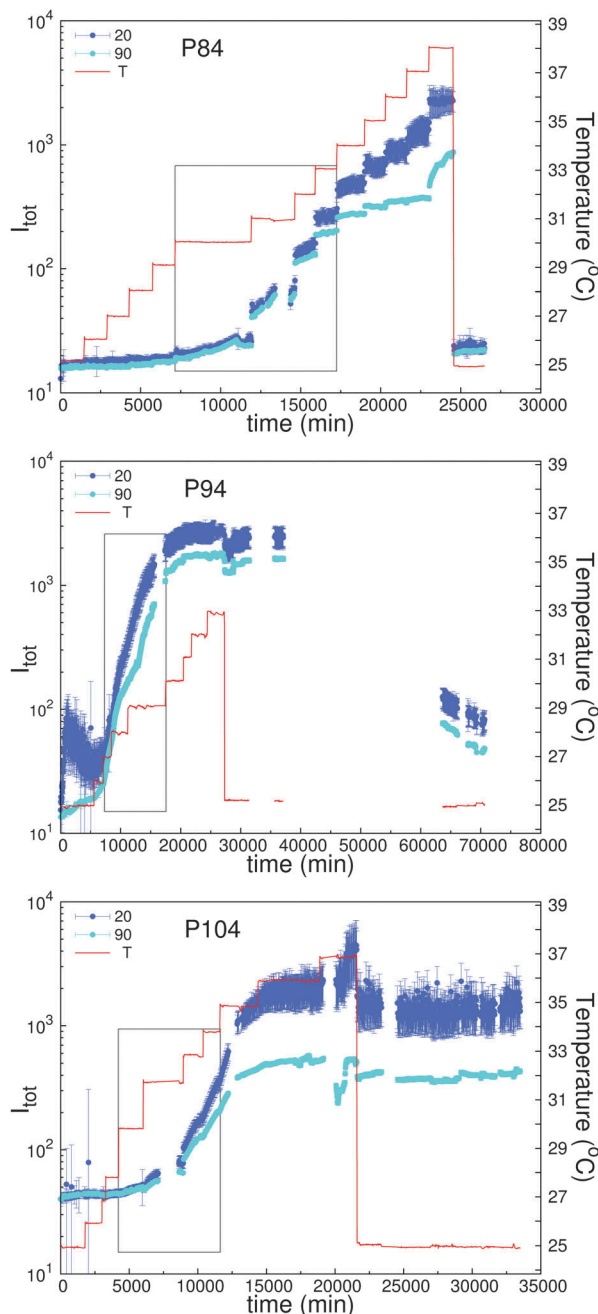 P84
20
90
T
10⁴
10³
10²
10¹
I_tot
39
37
35
33
31
29
27
25
Temperature (°C)
0 5000 10000 15000 20000 25000 30000
time (min)
P94
20
90
T
10⁴
10³
10²
10¹
I_tot
39
37
35
33
31
29
27
25
Temperature (°C)
0 10000 20000 30000 40000 50000 60000 70000 80000
time (min)
P104
20
90
T
10⁴
10³
10²
10¹
I_tot
39
37
35
33
31
29
27
25
Temperature (°C)
0 5000 10000 15000 20000 25000 30000 35000
time (min)